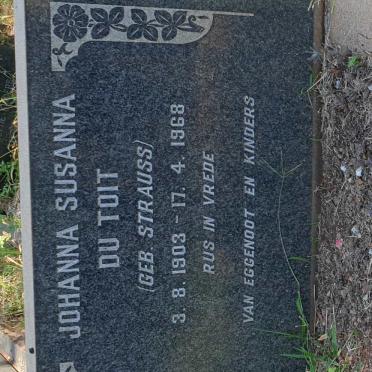 JOHANNA SUSANNA
DU TOIT
(GEB. STRAUSS)
3. 8. 1903 - 17. 4. 1968
RUS IN VREDE
VAN EGGENOOT EN KINDERS